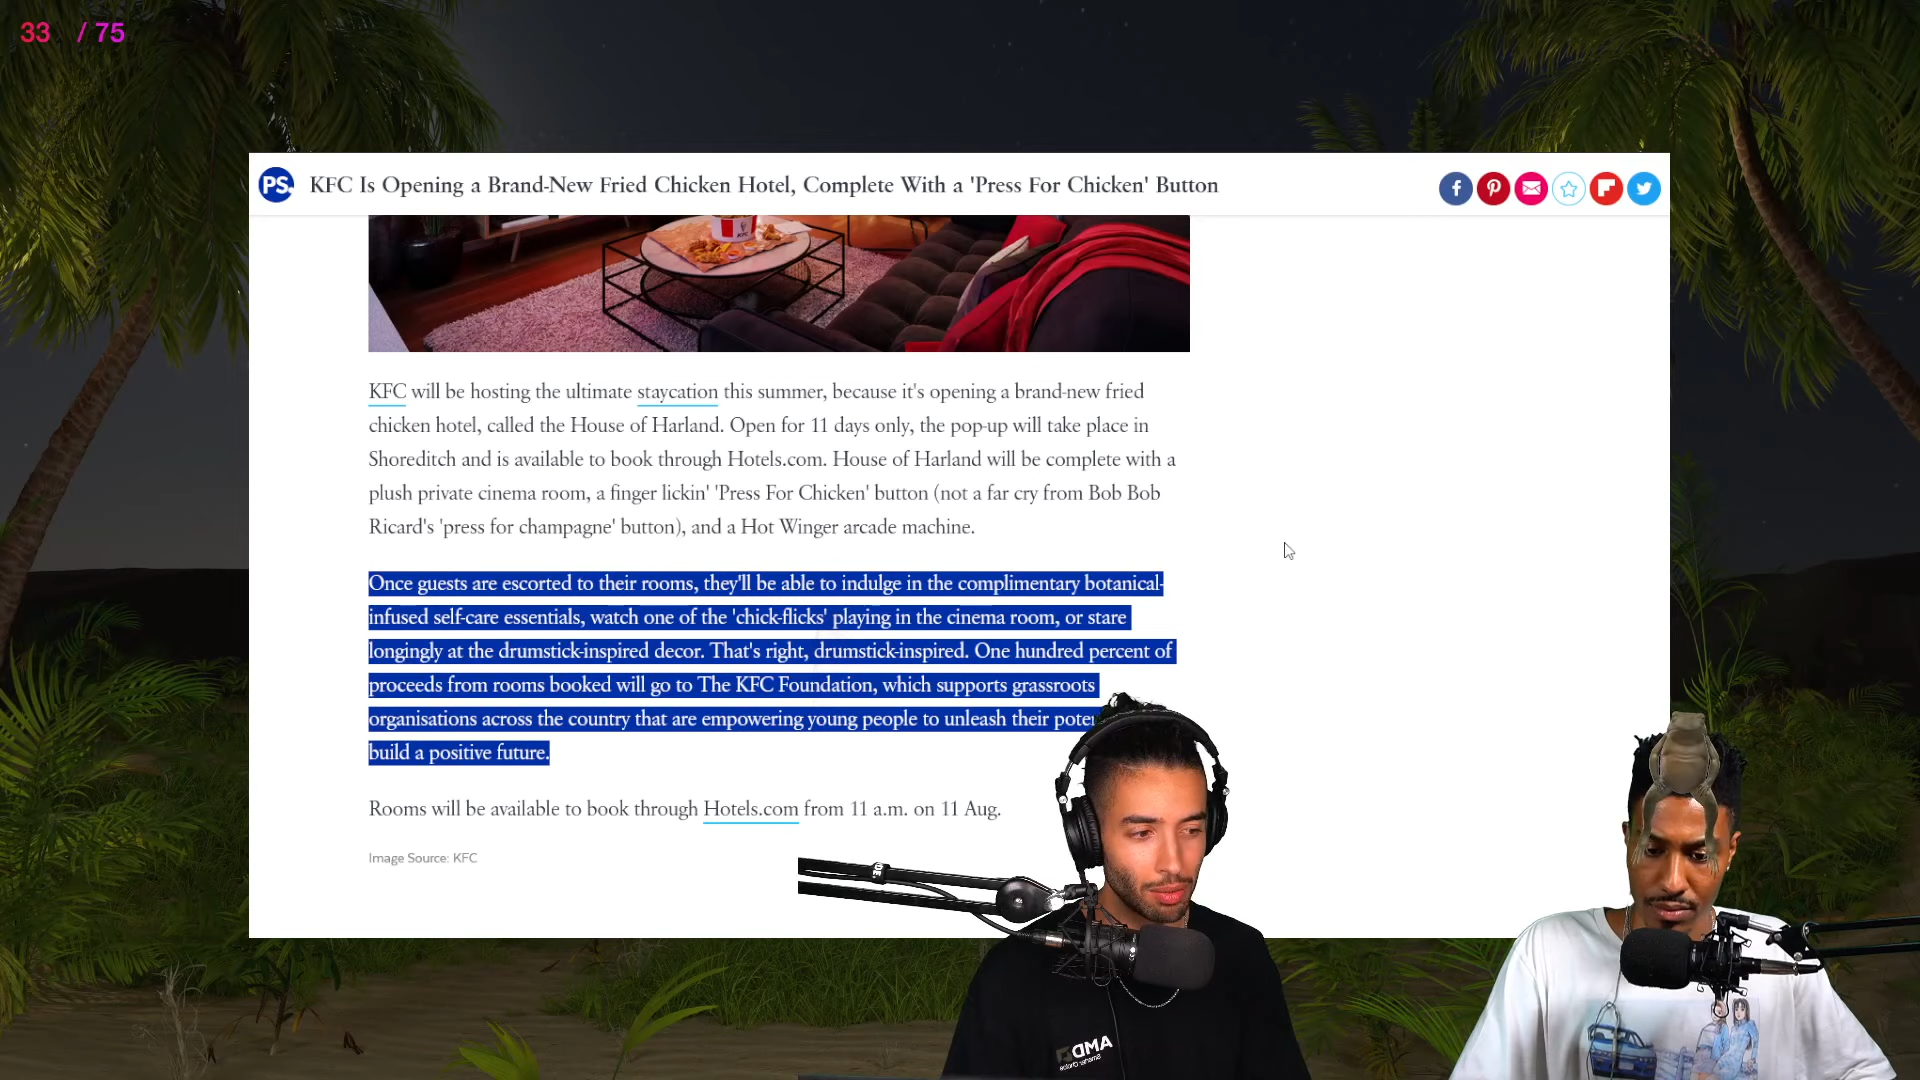 33 / 75
PS.
KFC Is Opening a Brand-New Fried Chicken Hotel, Complete With a 'Press For Chicken' Button
KFC
KFC will be hosting the ultimate staycation this summer, because it's opening a brand-new fried
chicken hotel, called the House of Harland. Open for 11 days only, the pop-up will take place in
Shoreditch and is available to book through Hotels.com. House of Harland will be complete with a
plush private cinema room, a finger lickin' 'Press For Chicken' button (not a far cry from Bob Bob
Ricard's 'press for champagne' button), and a Hot Winger arcade machine.
Once guests are escorted to their rooms, they'll be able to indulge in the complimentary botanical-
infused self-care essentials, watch one of the 'chick-flicks' playing in the cinema room, or stare
longingly at the drumstick-inspired decor. That's right, drumstick-inspired. One hundred percent of
proceeds from rooms booked will go to The KFC Foundation, which supports grassroots
organisations across the country that are empowering young people to unleash their
build a positive future.
Rooms will be available to book through Hotels.com from 11 a.m. on 11 Aug.
Image Source: KFC
AMD